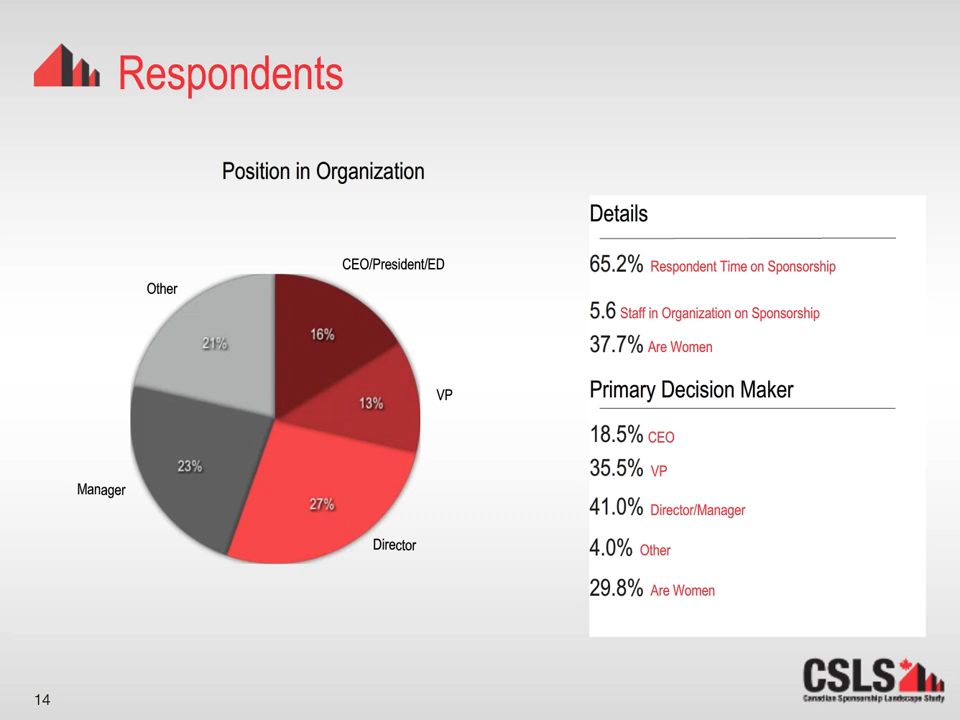 Respondents
Position in Organization
CEO/President/ED
Other
16%
21%
VP
13%
23%
Manager
27%
Director
Details
65.2% Respondent Time on Sponsorship
5.6 Staff in Organization on Sponsorship
37.7% Are Women
Primary Decision Maker
18.5% CEO
35.5% VP
41.0% Director/Manager
4.0% Other
29.8% Are Women
CSLS
Canadian Sponsorship Landscape Study
14